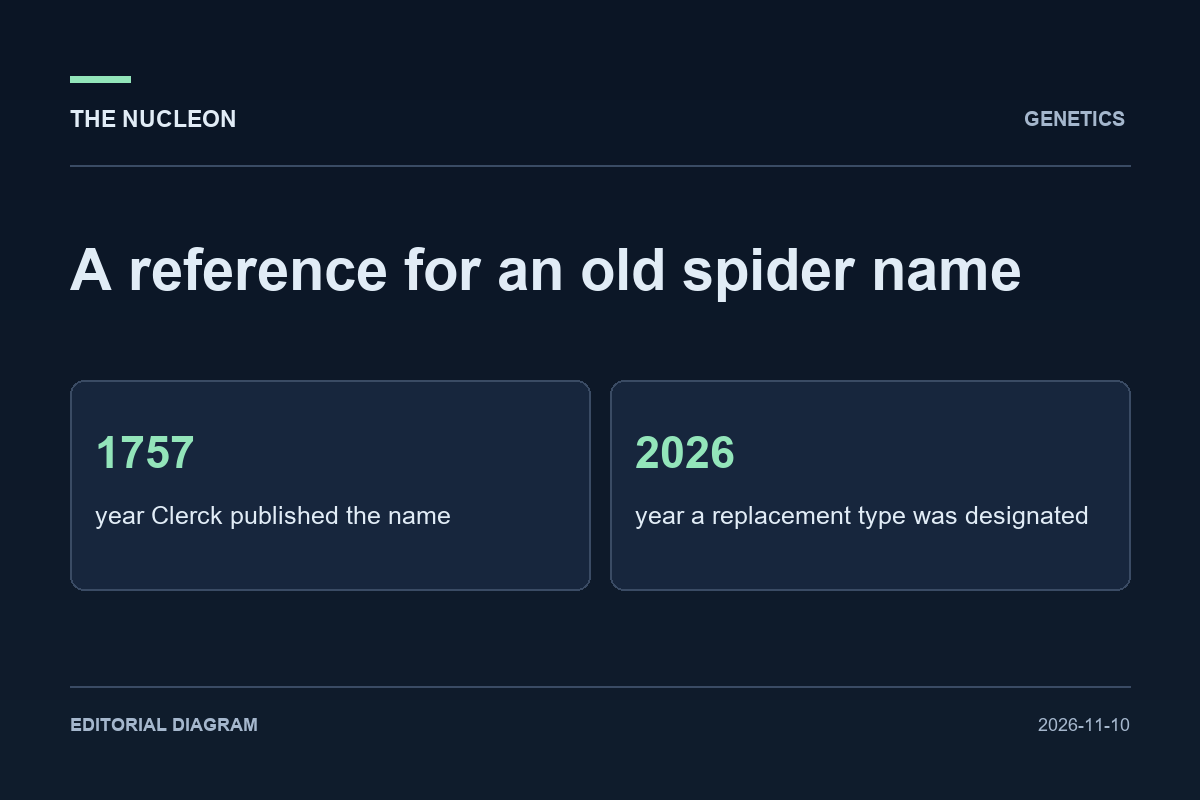 THE NUCLEON
GENETICS
A reference for an old spider name
1757
year Clerck published the name
2026
year a replacement type was designated
EDITORIAL DIAGRAM
2026-11-10